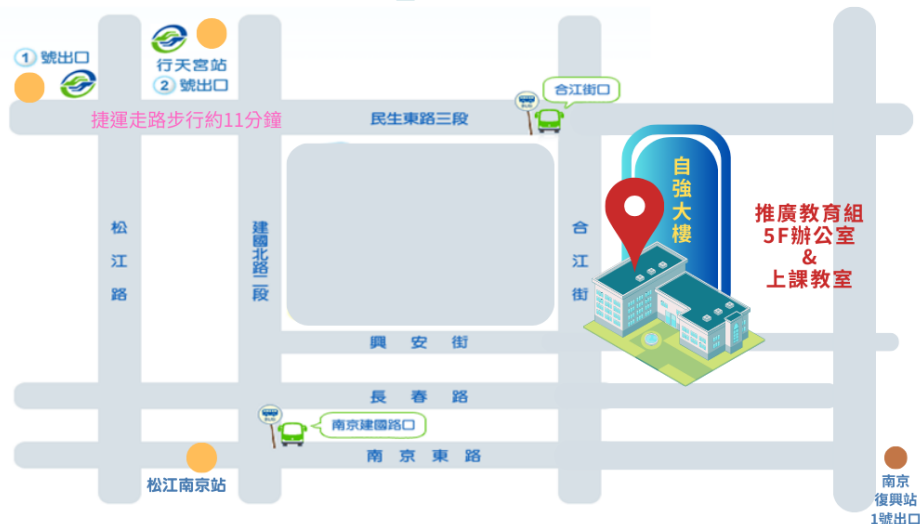 1 號出口
行天宮站
2 號出口
合江街口
捷運走路步行約11分鐘
民生東路三段
自強大樓
推廣教育組
5F辦公室
&
上課教室
松江路
建國北路二段
合江街
興安街
長春路
南京建國路口
南京東路
松江南京站
南京
復興站
1號出口